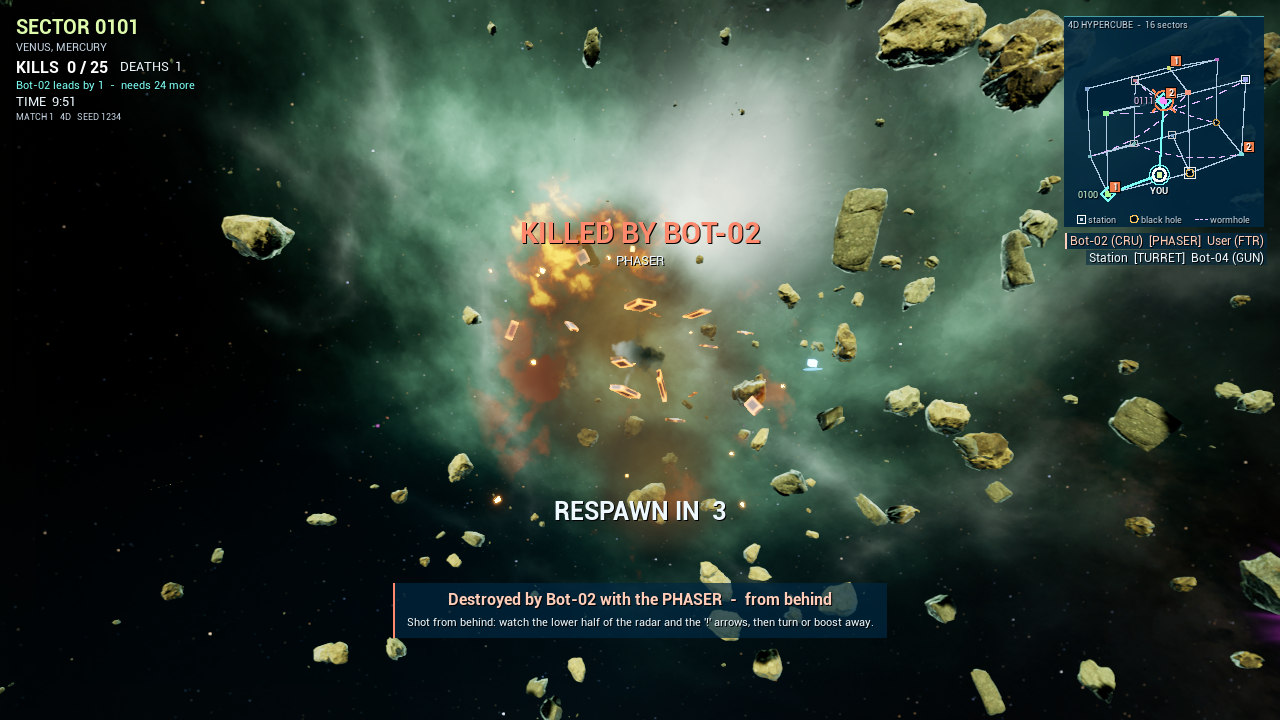 SECTOR 0101
VENUS, MERCURY
KILLS 0 / 25 DEATHS 1
Bot-02 leads by 1 - needs 24 more
TIME 9:51
MATCH 1 4D SEED 1234
4D HYPERCUBE - 16 sectors
T
Z
0111
Z
T
0100
YOU
station black hole wormhole
Bot-02 (CRU) [PHASER] User (FTR)
Station [TURRET] Bot-04 (GUN)
KILLED BY BOT-02
PHASER
RESPAWN IN 3
Destroyed by Bot-02 with the PHASER - from behind
Shot from behind: watch the lower half of the radar and the '!' arrows, then turn or boost away.